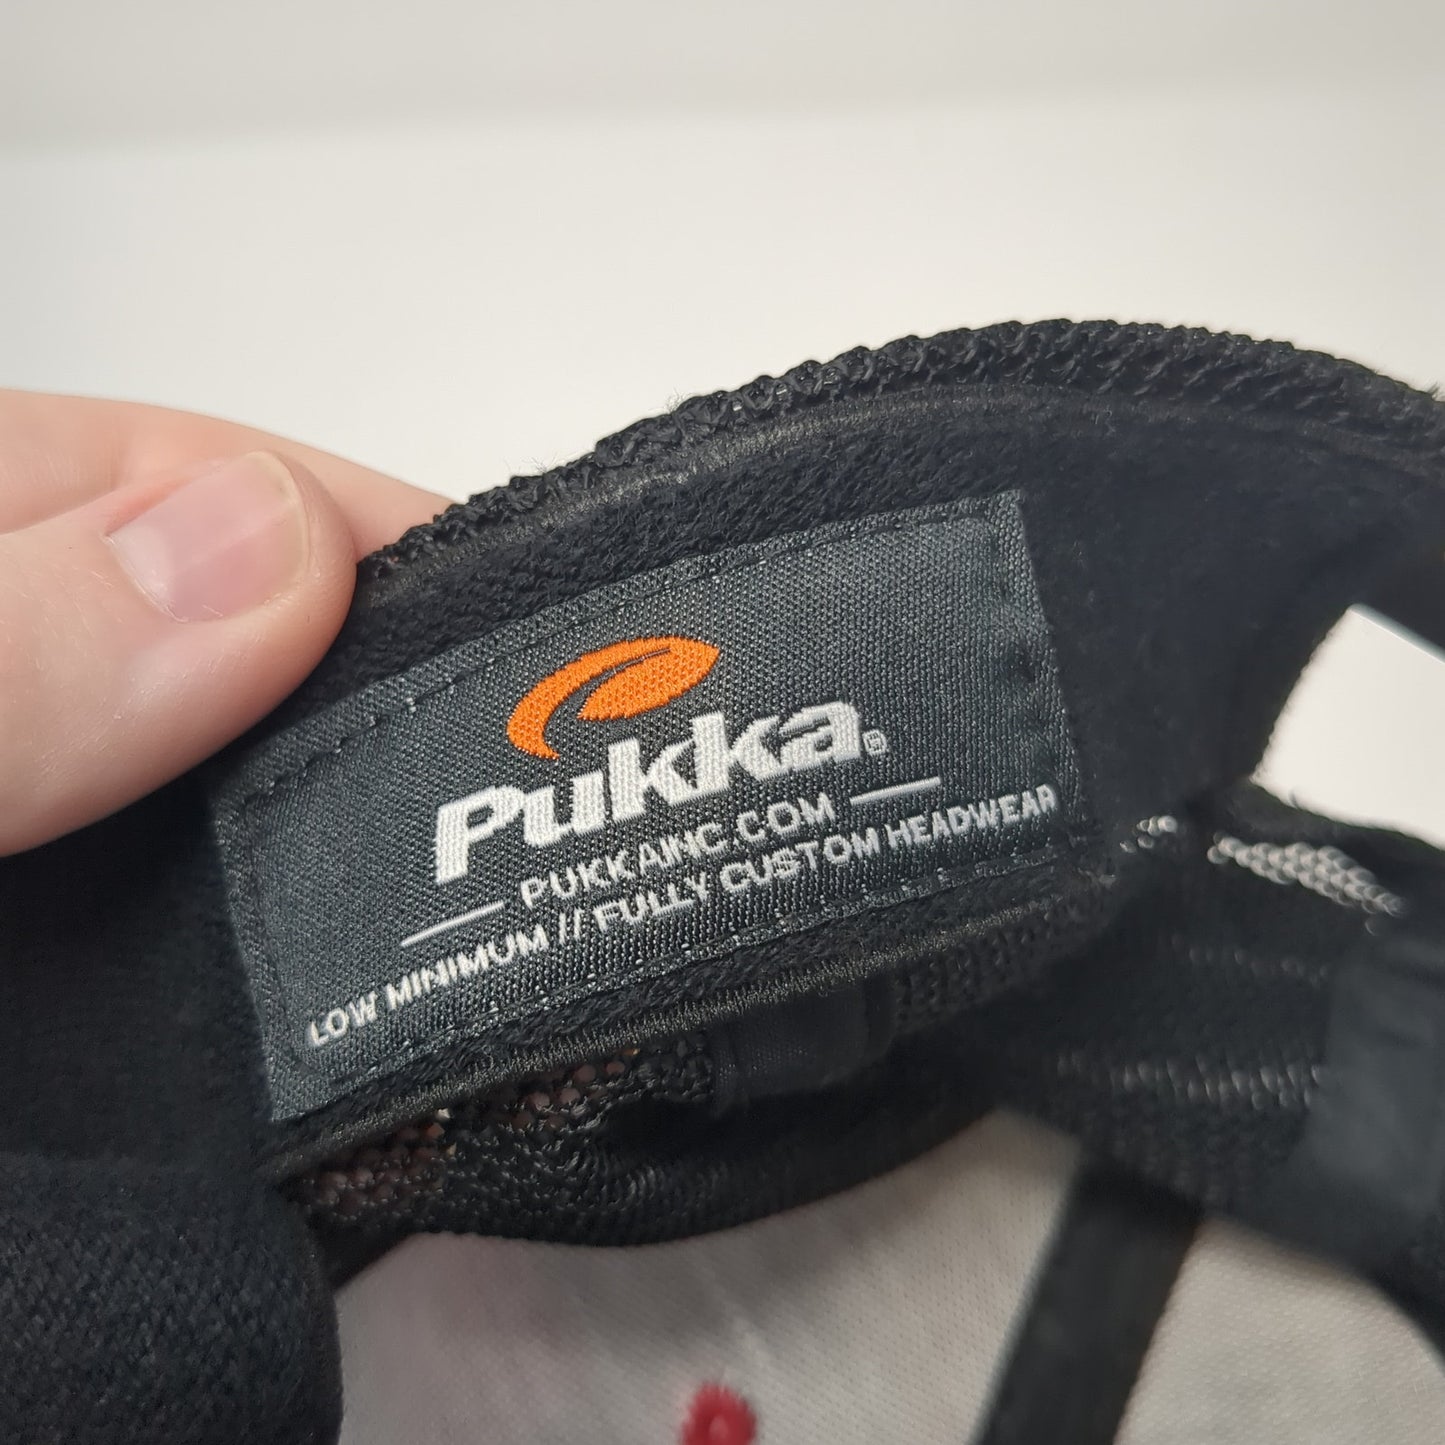 Pukka®
PUKKAINC.COM
LOW MINIMUM // FULLY CUSTOM HEADWEAR